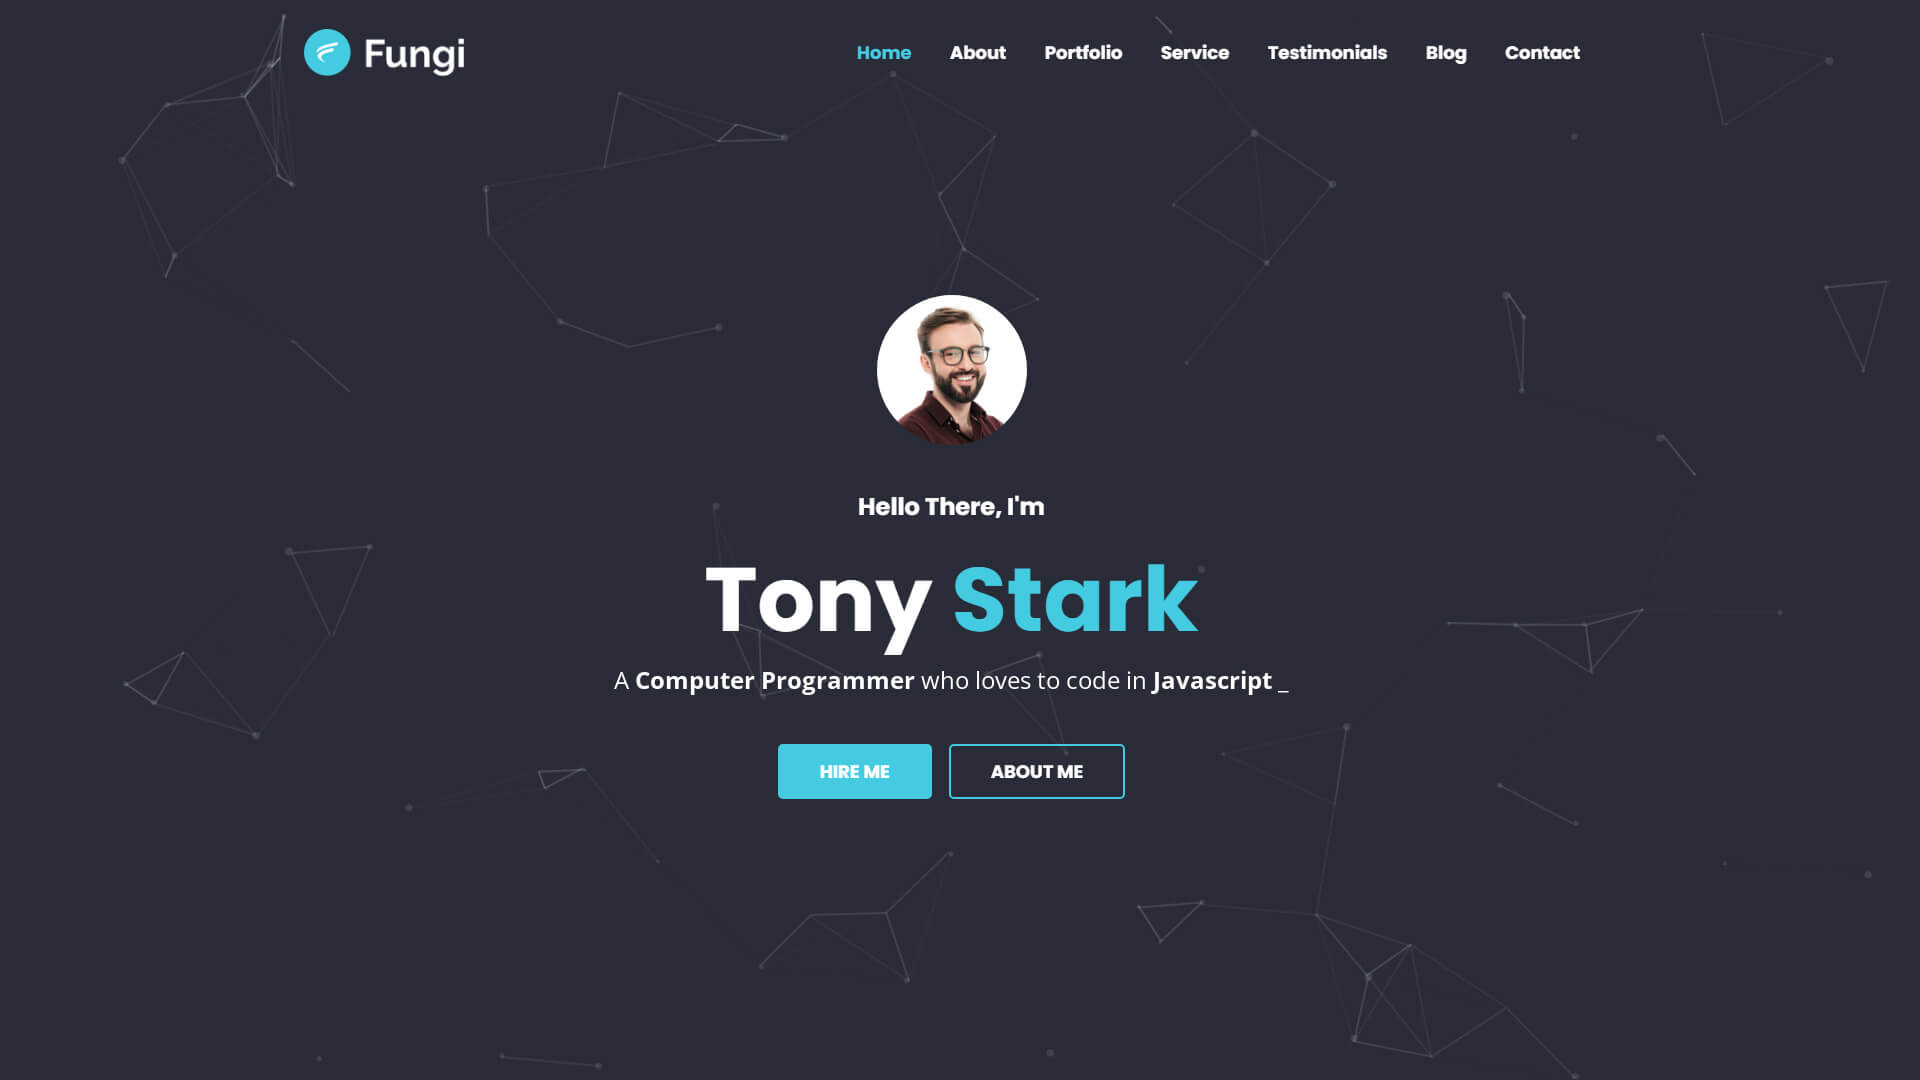 Fungi
Home About Portfolio Service Testimonials Blog Contact
Hello There, I'm
Tony Stark
A Computer Programmer who loves to code in Javascript _
HIRE ME ABOUT ME